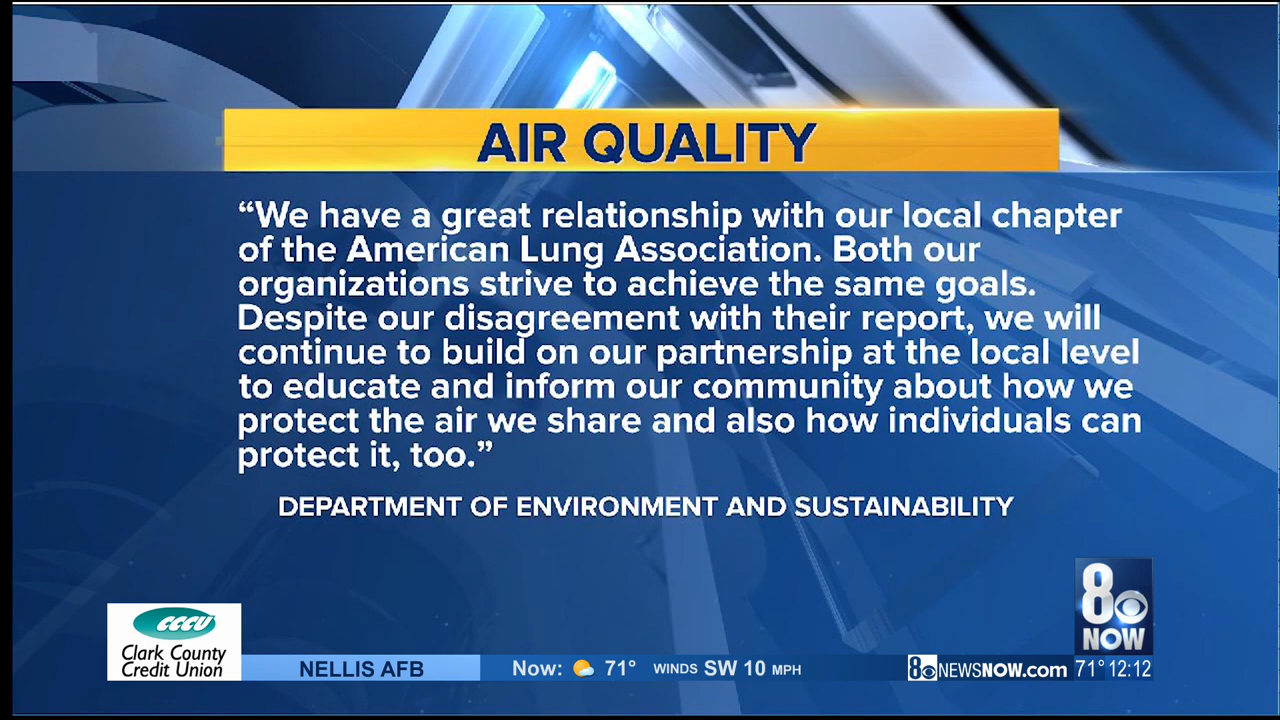 AIR QUALITY
“We have a great relationship with our local chapter
of the American Lung Association. Both our
organizations strive to achieve the same goals.
Despite our disagreement with their report, we will
continue to build on our partnership at the local level
to educate and inform our community about how we
protect the air we share and also how individuals can
protect it, too.”
DEPARTMENT OF ENVIRONMENT AND SUSTAINABILITY
8
NOW
CCCU
Clark County
Credit Union
NELLIS AFB
Now: 71° WINDS SW 10 MPH
8 NEWSNOW.com 71° 12:12